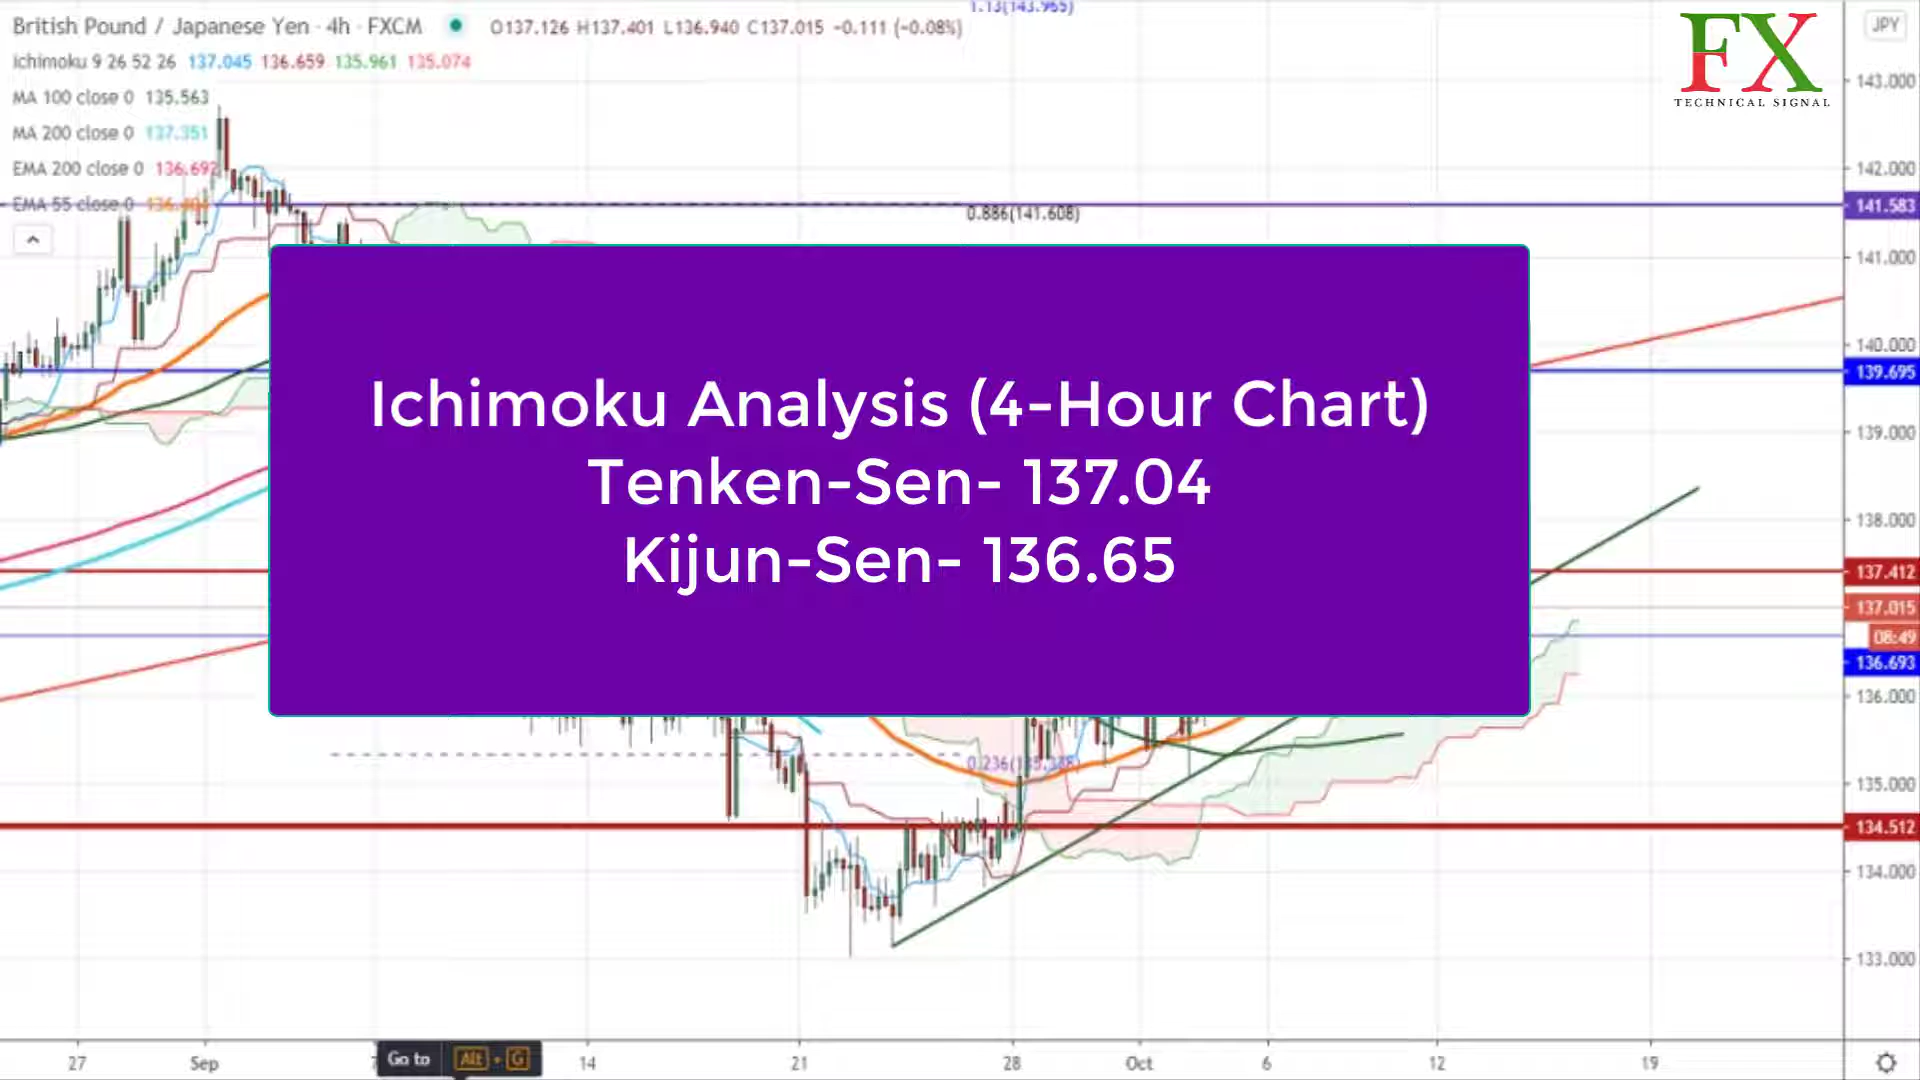 1.13(143.965)
British Pound / Japanese Yen · 4h · FXCM O137.126 H137.401 L136.940 C137.015 −0.111 (−0.08%)
Ichimoku 9 26 52 26 137.045 136.659 135.961 135.074
MA 100 close 0 135.563
MA 200 close 0 137.351
EMA 200 close 0 136.692
EMA 55 close 0
FX
TECHNICAL SIGNAL
JPY
143.000
142.000
141.583
0.886(141.608)
141.000
140.000
139.695
139.000
138.000
137.412
137.015
08:49
136.693
136.000
135.000
134.512
134.000
133.000
Ichimoku Analysis (4-Hour Chart)
Tenken-Sen- 137.04
Kijun-Sen- 136.65
27 Sep 14 21 28 Oct 6 12 19
Go to Alt + G